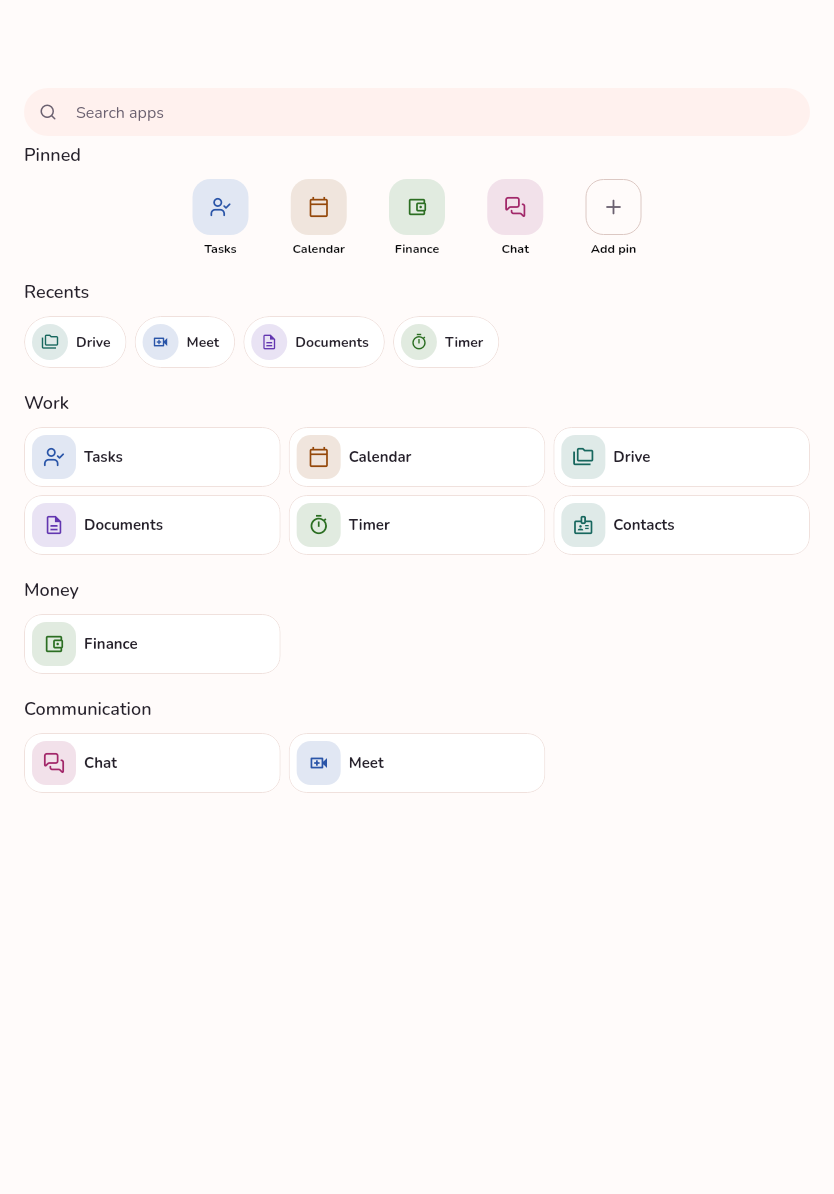 Search apps
Pinned
Tasks
Calendar
Finance
Chat
Add pin
Recents
Drive
Meet
Documents
Timer
Work
Tasks
Calendar
Drive
Documents
Timer
Contacts
Money
Finance
Communication
Chat
Meet